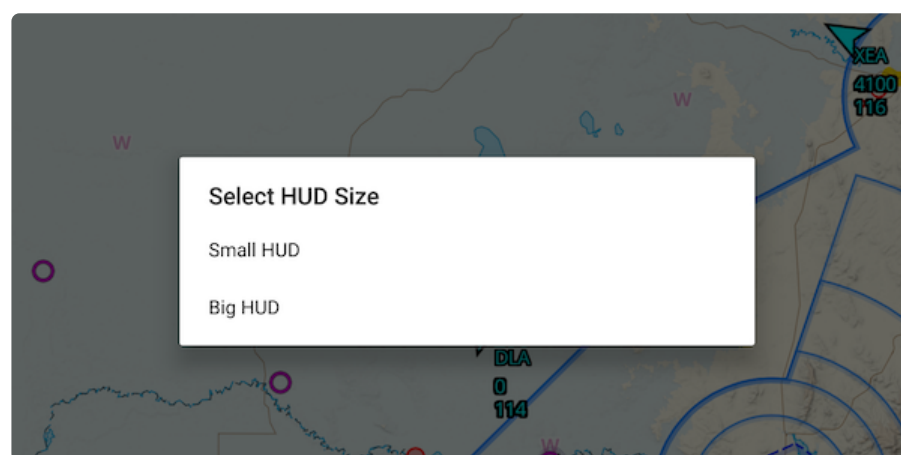 XEA
4100
116
W
W
Select HUD Size
Small HUD
Big HUD
DLA
0
114
W